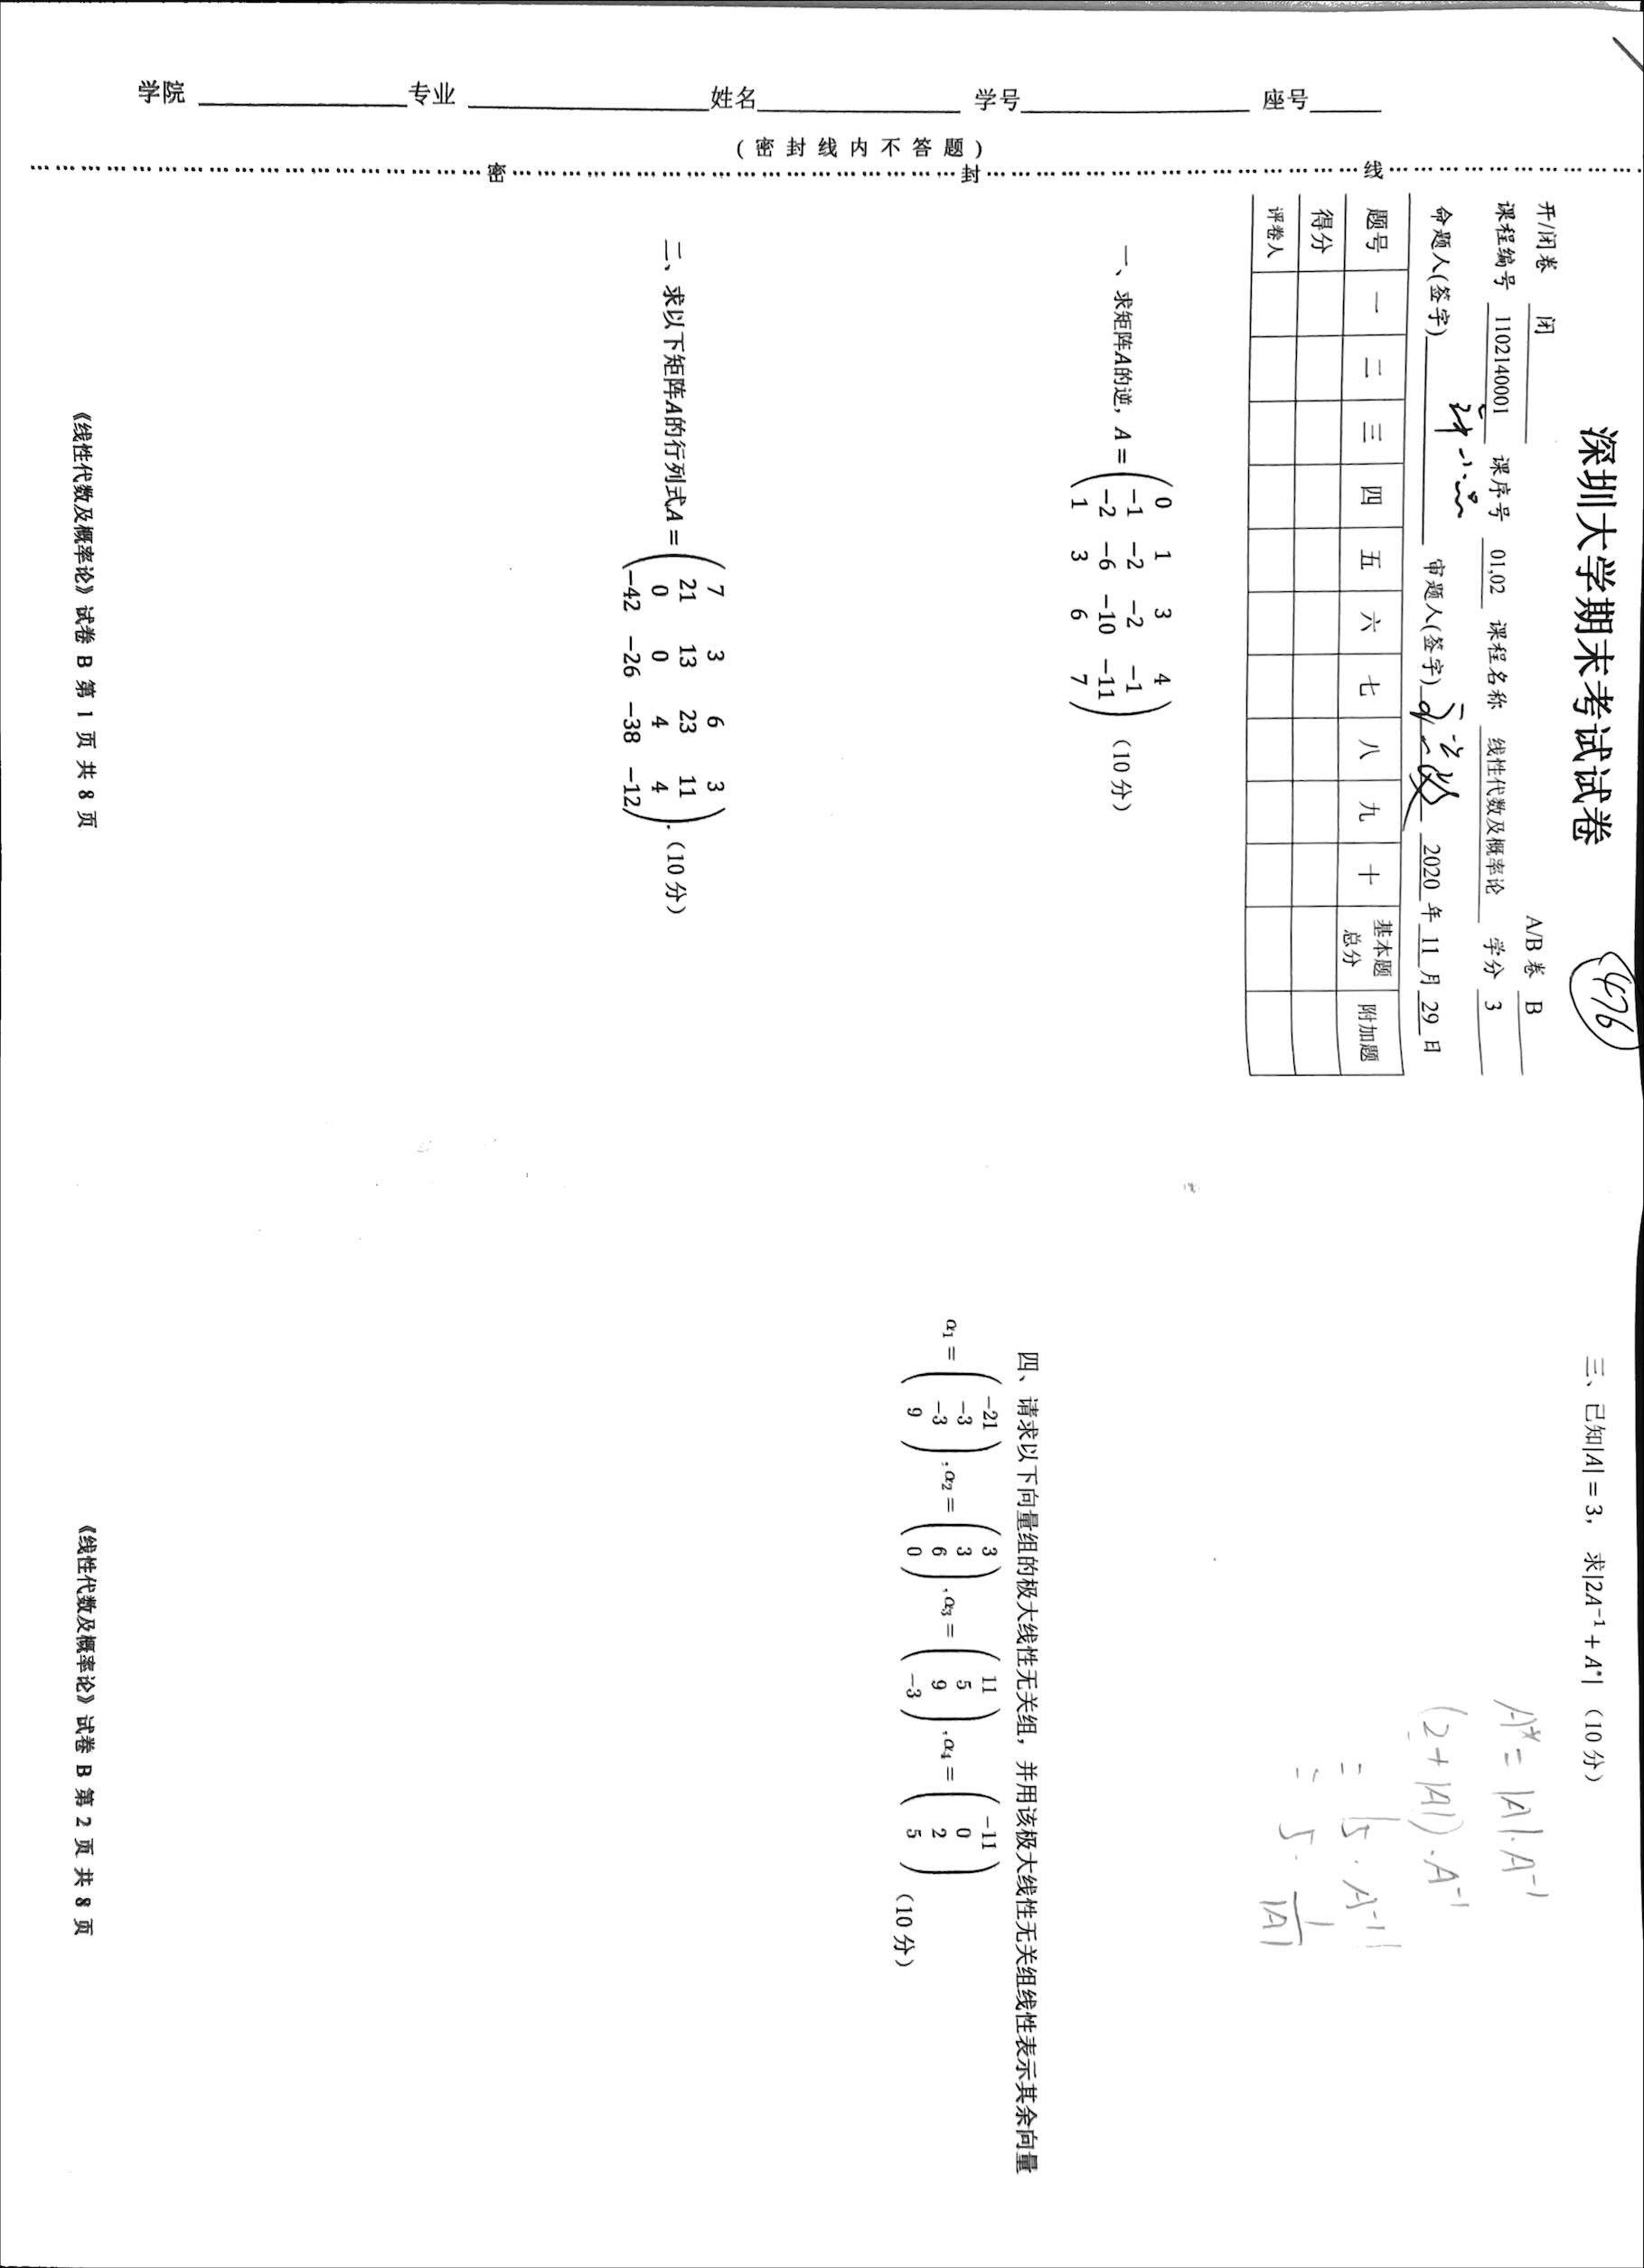 学院 专业 姓名 学号 座号
(密封线内不答题)
密 封 线
深圳大学期末考试试卷
开/闭卷 闭 A/B卷 B
课程编号 1102140001 课序号 01,02 课程名称 线性代数及概率论 学分 3
命题人(签字) 审题人(签字) 2020 年 11 月 29 日
题号 一 二 三 四 五 六 七 八 九 十 基本题总分 附加题
得分
评卷人
一、求矩阵A的逆, A =
0 1 3 4
−1 −2 −2 −1
−2 −6 −10 −11
1 3 6 7
(10 分)
二、求以下矩阵A的行列式A =
7 3 6 3
21 13 23 11
0 0 4 4
−42 −26 −38 −12
. (10 分)
《线性代数及概率论》试卷 B 第 1 页 共 8 页
三、已知|A| = 3, 求|2A⁻¹ + A*| (10 分)
A* = |A|·A⁻¹
(2+|A|)·A⁻¹
= |5·A⁻¹|
= 5·1/|A|
四、请求以下向量组的极大线性无关组, 并用该极大线性无关组线性表示其余向量
α₁ = (−21 −3 −3 9), α₂ = (3 3 6 0), α₃ = (11 5 9 −3), α₄ = (−11 0 2 5)
(10 分)
《线性代数及概率论》试卷 B 第 2 页 共 8 页